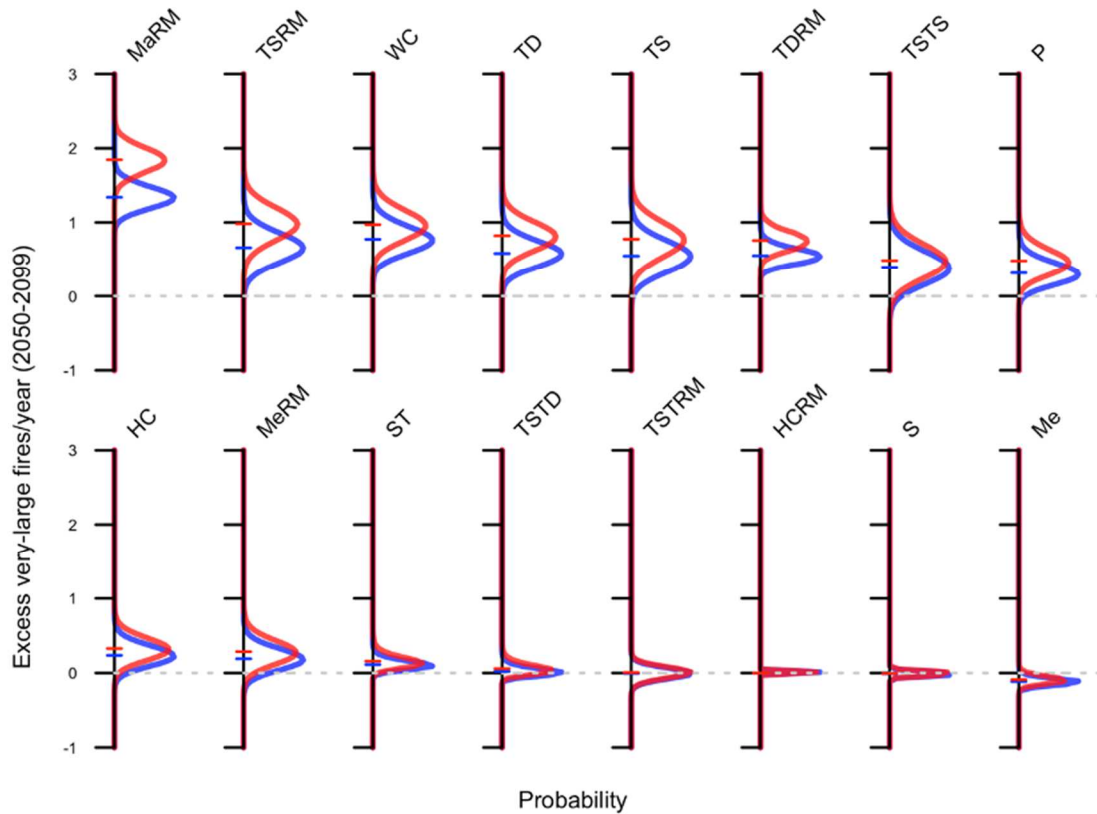 MaRM TSRM WC TD TS TDRM TSTS P
3
2
1
0
-1
HC MeRM ST TSTD TSTRM HCRM S Me
3
2
1
0
-1
Excess very-large fires/year (2050-2099)
Probability